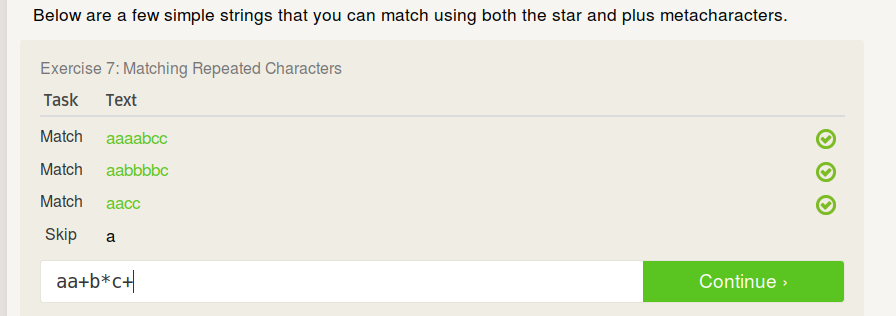 Below are a few simple strings that you can match using both the star and plus metacharacters.
Exercise 7: Matching Repeated Characters
Task Text
Match aaaabcc
Match aabbbbc
Match aacc
Skip a
aa+b*c+
Continue ›